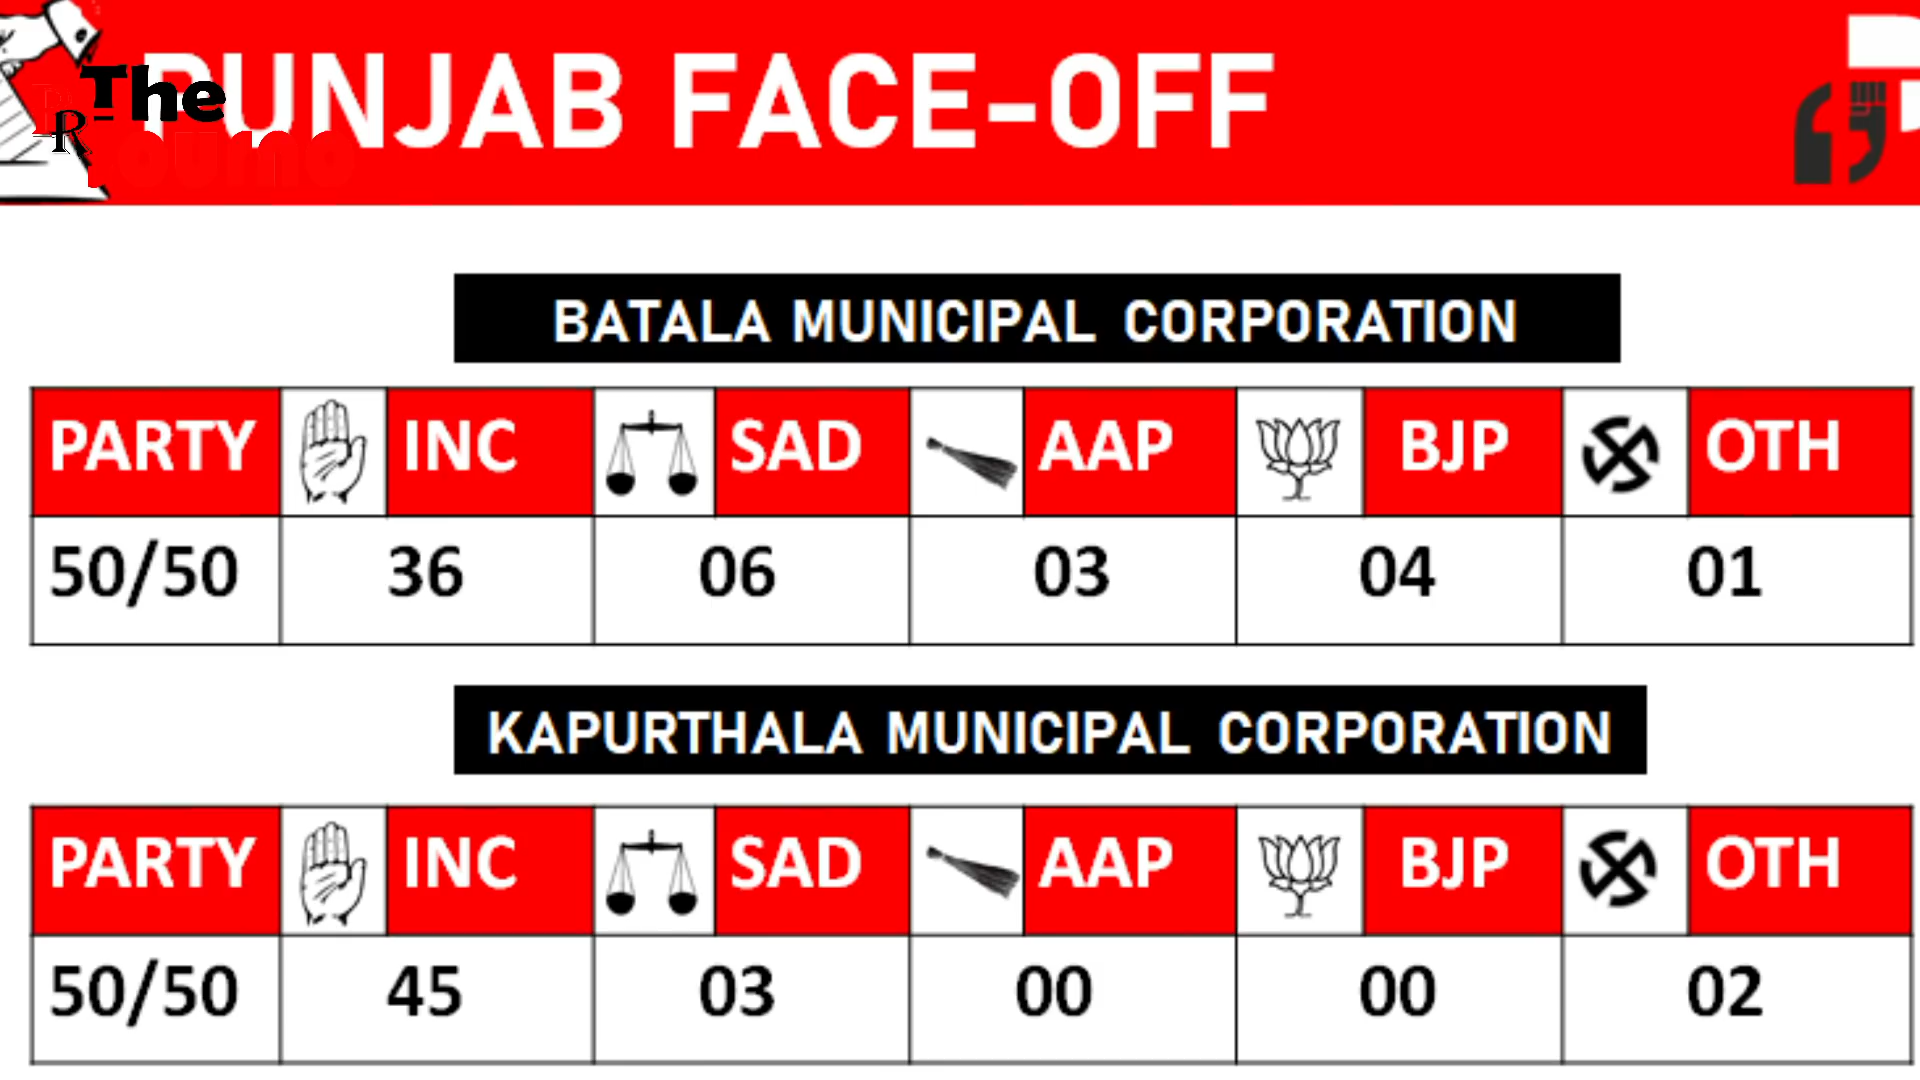 PUNJAB FACE-OFF
The
BATALA MUNICIPAL CORPORATION
PARTY INC SAD AAP BJP OTH
50/50 36 06 03 04 01
KAPURTHALA MUNICIPAL CORPORATION
PARTY INC SAD AAP BJP OTH
50/50 45 03 00 00 02